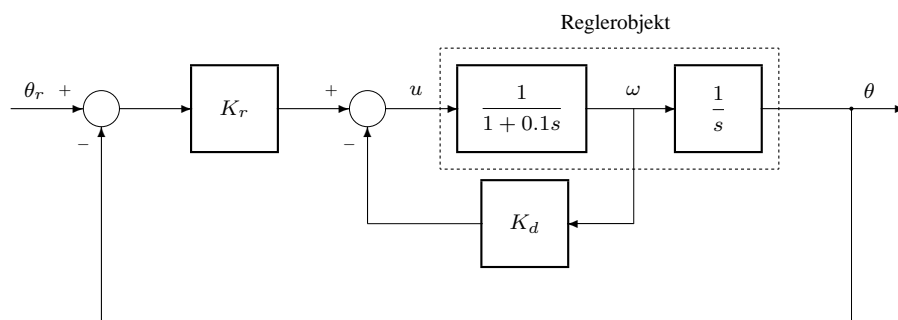 Reglerobjekt
θ_r + K_r + u 1 / (1 + 0.1s) ω 1 / s θ
− −
K_d